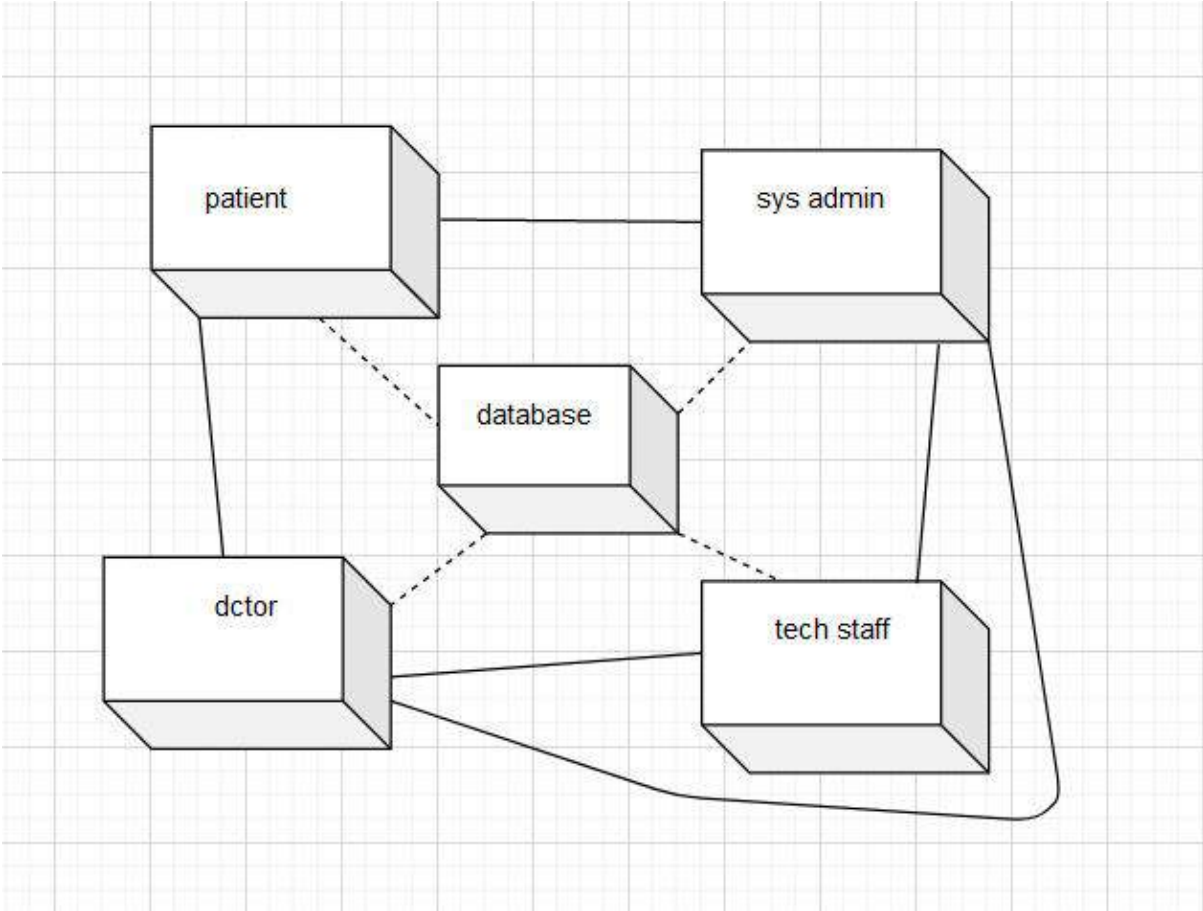 patient
sys admin
database
dctor
tech staff